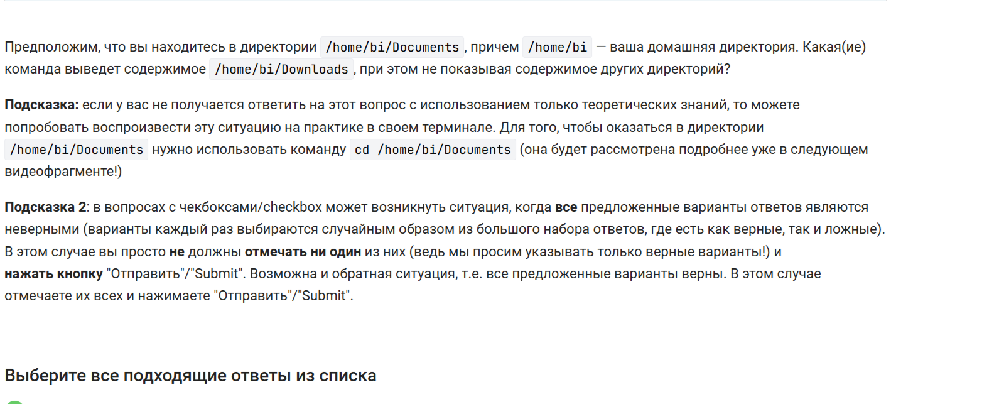 Предположим, что вы находитесь в директории /home/bi/Documents, причем /home/bi — ваша домашняя директория. Какая(ие)
команда выведет содержимое /home/bi/Downloads, при этом не показывая содержимое других директорий?
Подсказка: если у вас не получается ответить на этот вопрос с использованием только теоретических знаний, то можете
попробовать воспроизвести эту ситуацию на практике в своем терминале. Для того, чтобы оказаться в директории
/home/bi/Documents нужно использовать команду cd /home/bi/Documents (она будет рассмотрена подробнее уже в следующем
видеофрагменте!)
Подсказка 2: в вопросах с чекбоксами/checkbox может возникнуть ситуация, когда все предложенные варианты ответов являются
неверными (варианты каждый раз выбираются случайным образом из большого набора ответов, где есть как верные, так и ложные).
В этом случае вы просто не должны отмечать ни один из них (ведь мы просим указывать только верные варианты!) и
нажать кнопку "Отправить"/"Submit". Возможна и обратная ситуация, т.е. все предложенные варианты верны. В этом случае
отмечаете их всех и нажимаете "Отправить"/"Submit".
Выберите все подходящие ответы из списка